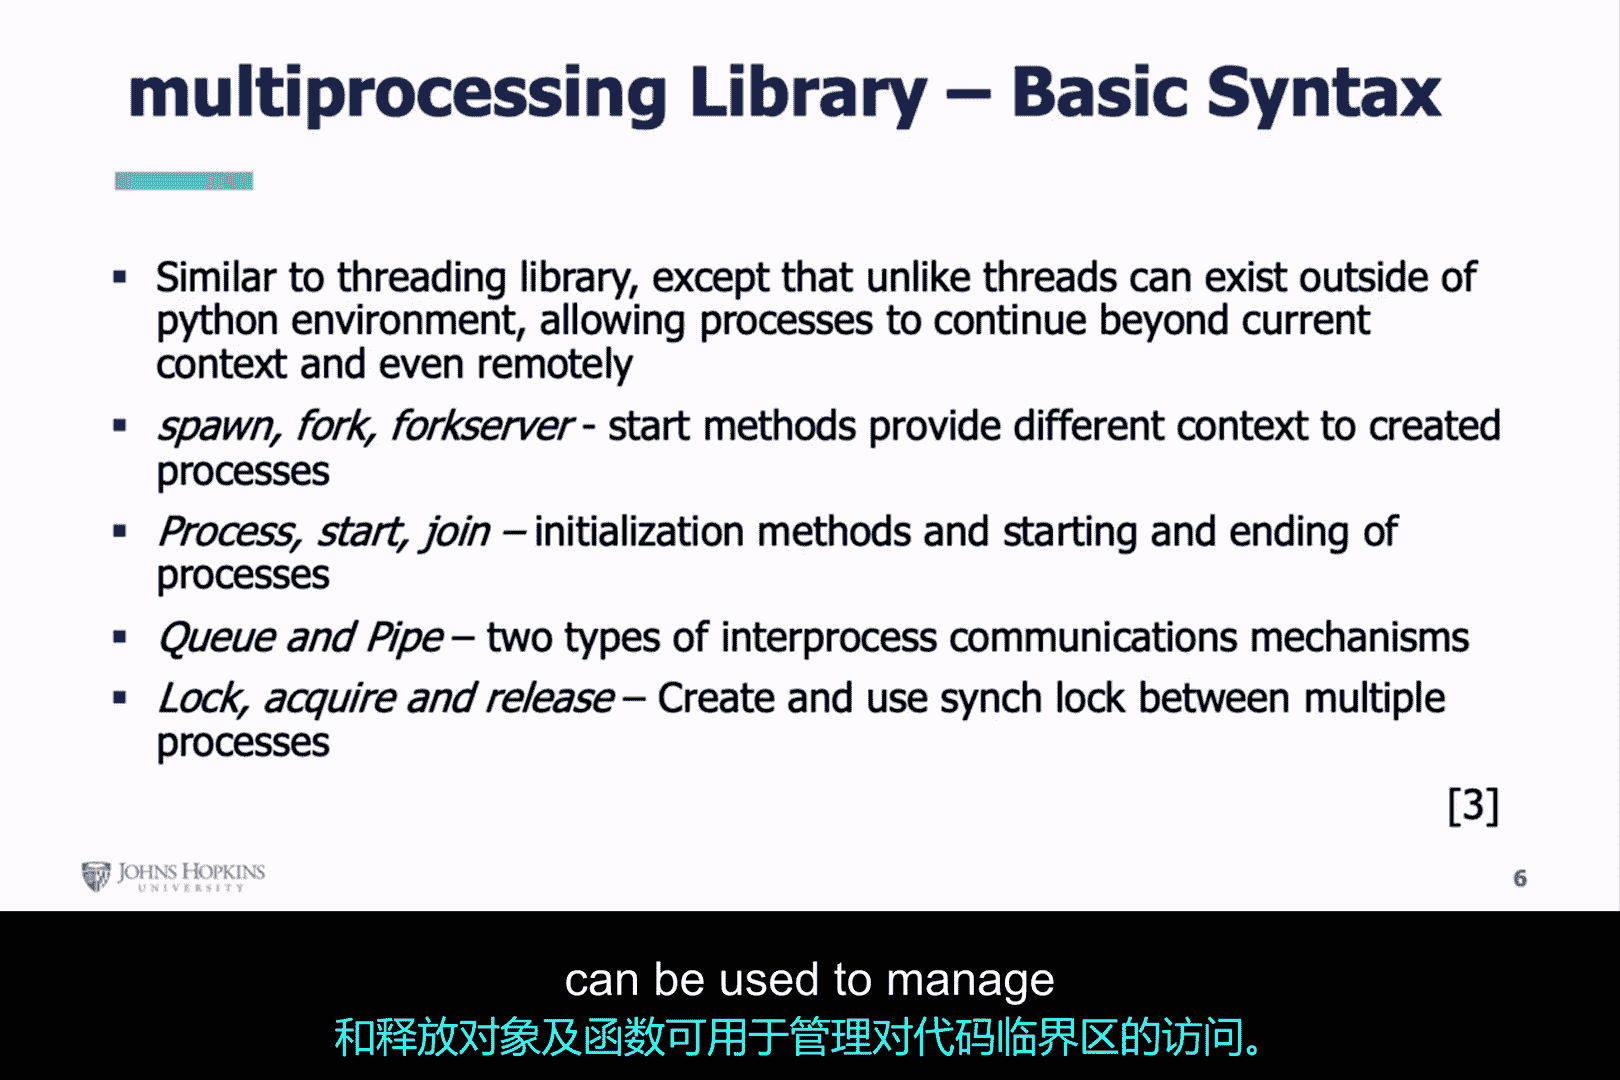 multiprocessing Library – Basic Syntax
▪ Similar to threading library, except that unlike threads can exist outside of
python environment, allowing processes to continue beyond current
context and even remotely
▪ spawn, fork, forkserver - start methods provide different context to created
processes
▪ Process, start, join – initialization methods and starting and ending of
processes
▪ Queue and Pipe – two types of interprocess communications mechanisms
▪ Lock, acquire and release – Create and use synch lock between multiple
processes
[3]
JOHNS HOPKINS
UNIVERSITY
6
can be used to manage
和释放对象及函数可用于管理对代码临界区的访问。